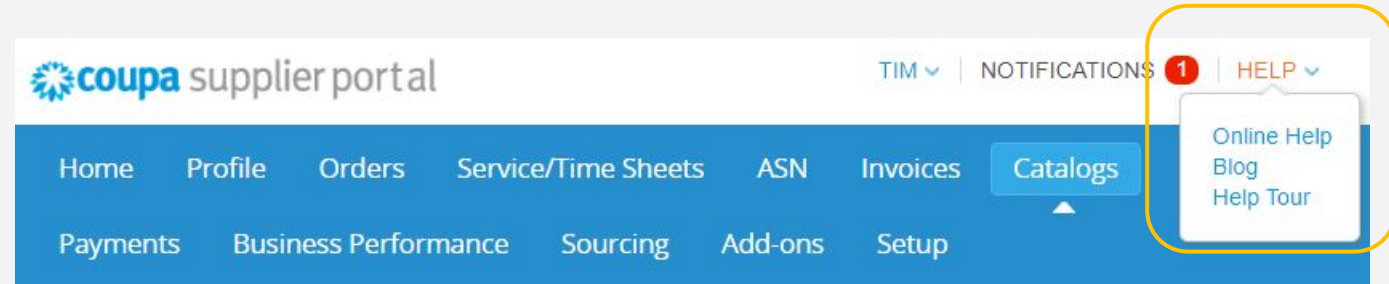 coupa supplier portal TIM NOTIFICATIONS 1 HELP
Online Help
Blog
Help Tour
Home Profile Orders Service/Time Sheets ASN Invoices Catalogs
Payments Business Performance Sourcing Add-ons Setup